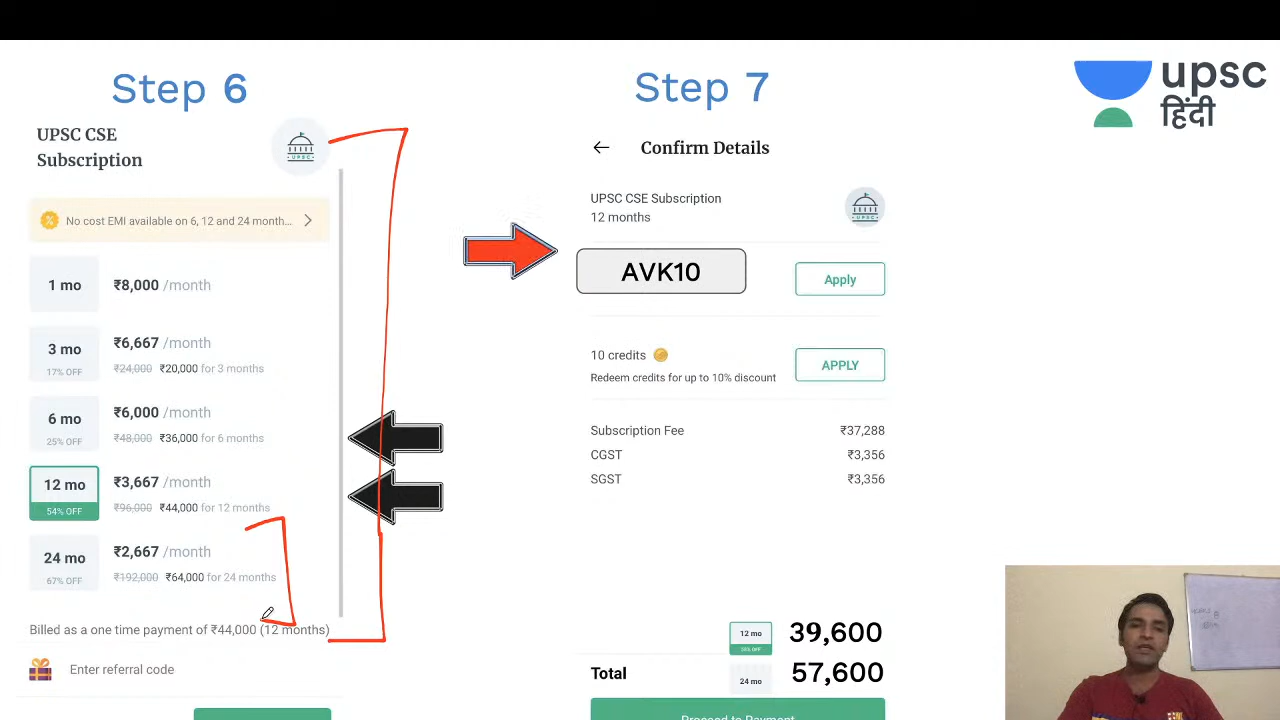 Step 6
UPSC CSE
Subscription
UPSC
No cost EMI available on 6, 12 and 24 month...
1 mo
₹8,000 /month
3 mo
17% OFF
₹6,667 /month
₹24,000 ₹20,000 for 3 months
6 mo
25% OFF
₹6,000 /month
₹48,000 ₹36,000 for 6 months
12 mo
54% OFF
₹3,667 /month
₹96,000 ₹44,000 for 12 months
24 mo
67% OFF
₹2,667 /month
₹192,000 ₹64,000 for 24 months
Billed as a one time payment of ₹44,000 (12 months)
Enter referral code
Step 7
Confirm Details
UPSC CSE Subscription
12 months
UPSC
AVK10
Apply
10 credits
Redeem credits for up to 10% discount
APPLY
Subscription Fee ₹37,288
CGST ₹3,356
SGST ₹3,356
12 mo
39,600
Total
24 mo
57,600
Proceed to Payment
upsc
हिंदी